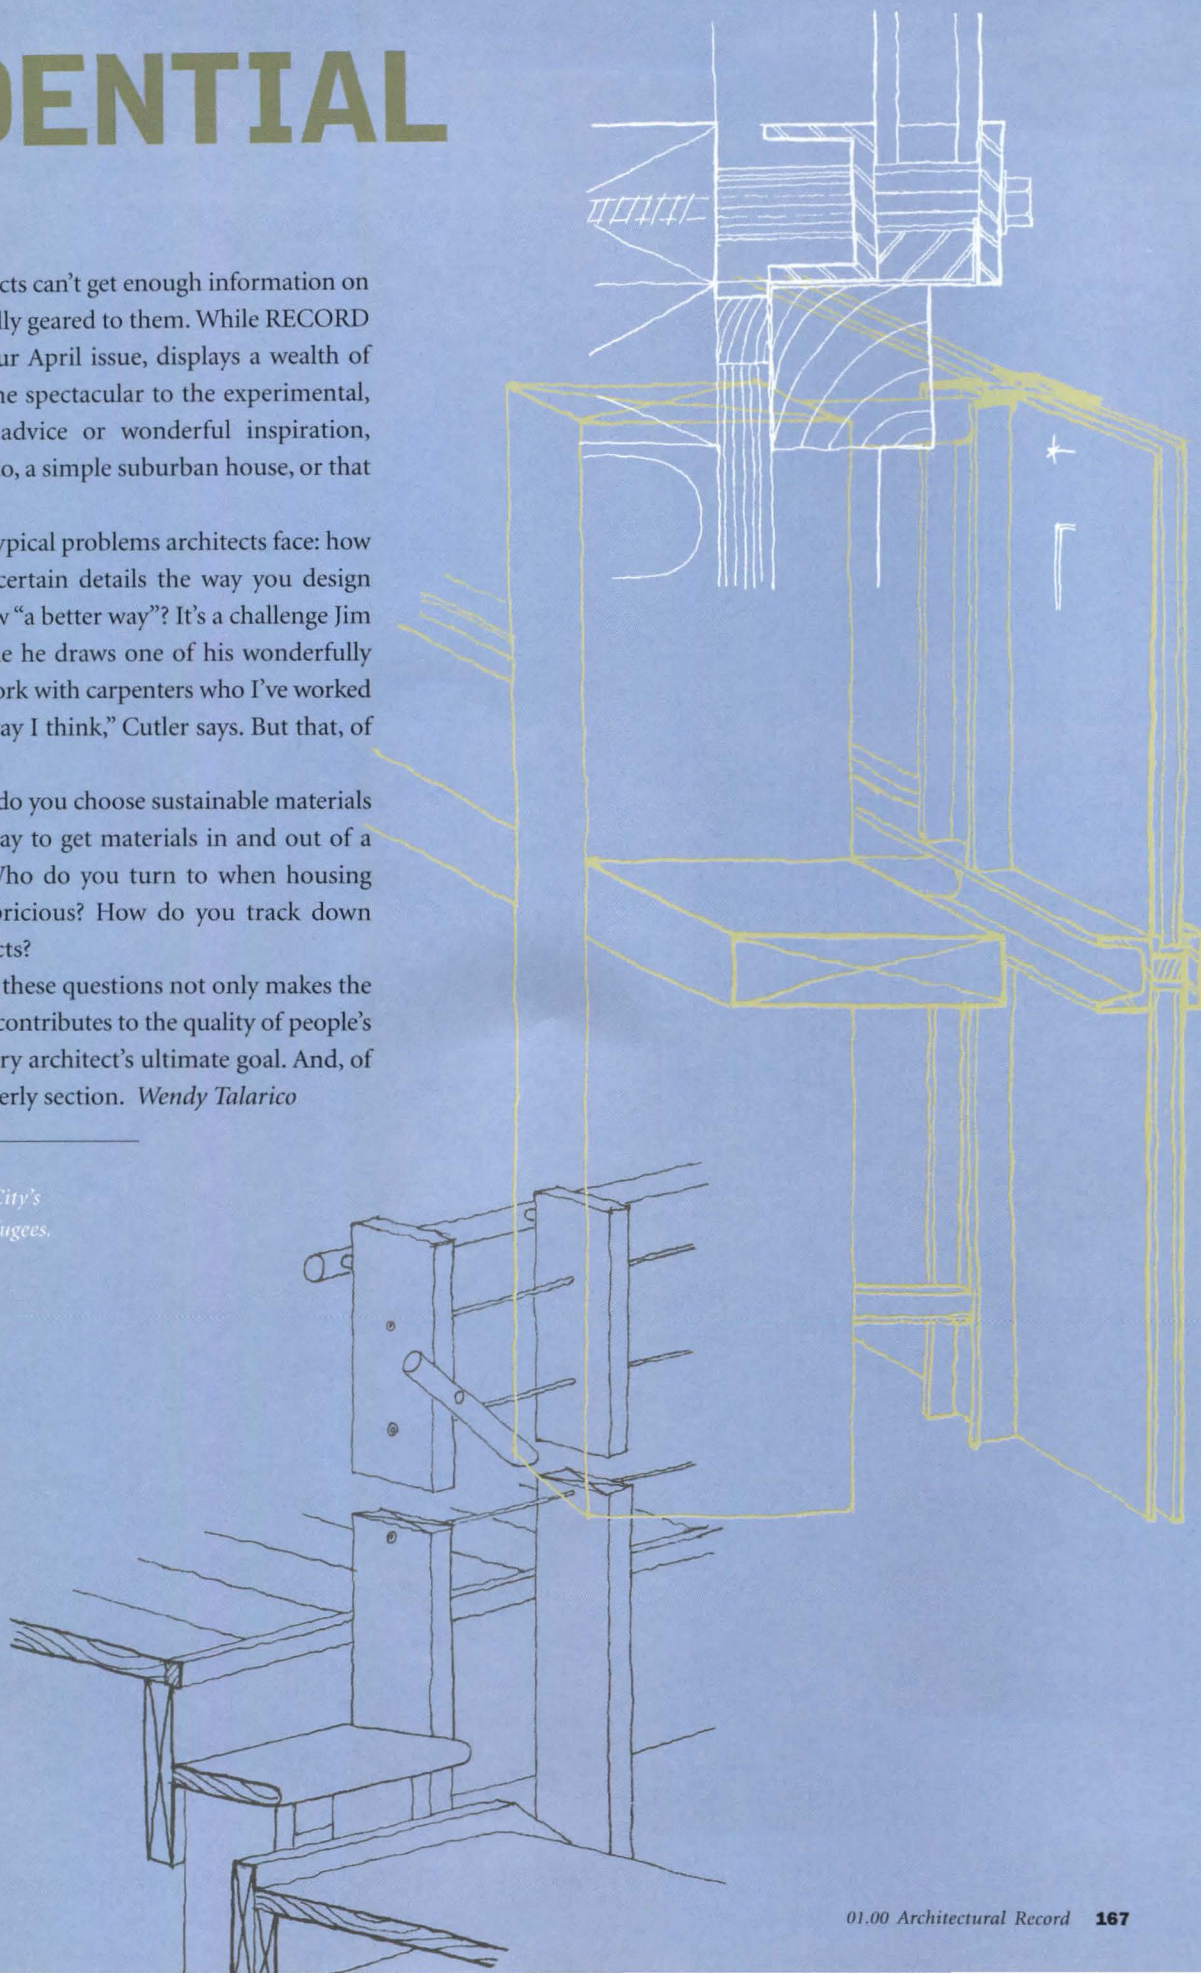 DENTIAL
cts can't get enough information on
lly geared to them. While RECORD
ur April issue, displays a wealth of
he spectacular to the experimental,
advice or wonderful inspiration,
o, a simple suburban house, or that
ypical problems architects face: how
certain details the way you design
w “a better way”? It's a challenge Jim
e he draws one of his wonderfully
ork with carpenters who I've worked
ay I think,” Cutler says. But that, of
do you choose sustainable materials
ay to get materials in and out of a
Who do you turn to when housing
pricious? How do you track down
cts?
these questions not only makes the
contributes to the quality of people's
ry architect's ultimate goal. And, of
erly section. Wendy Talarico
City's
fugees.
01.00 Architectural Record 167